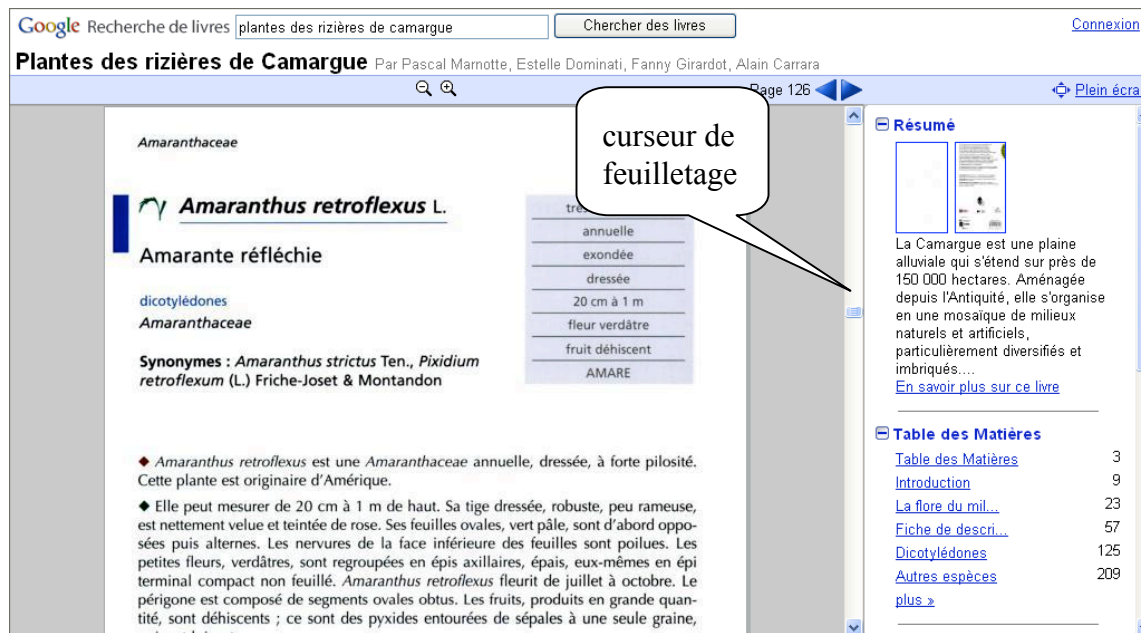 Google Recherche de livres plantes des rizières de camargue Chercher des livres Connexion
Plantes des rizières de Camargue Par Pascal Marnotte, Estelle Dominati, Fanny Girardot, Alain Carrara
Page 126 Plein écra
curseur de
feuilletage
Amaranthaceae
Amaranthus retroflexus L.
Amarante réfléchie
dicotylédones
Amaranthaceae
Synonymes : Amaranthus strictus Ten., Pixidium
retroflexum (L.) Friche-Joset & Montandon
annuelle
exondée
dressée
20 cm à 1 m
fleur verdâtre
fruit déhiscent
AMARE
◆ Amaranthus retroflexus est une Amaranthaceae annuelle, dressée, à forte pilosité.
Cette plante est originaire d'Amérique.
◆ Elle peut mesurer de 20 cm à 1 m de haut. Sa tige dressée, robuste, peu rameuse,
est nettement velue et teintée de rose. Ses feuilles ovales, vert pâle, sont d'abord oppo-
sées puis alternes. Les nervures de la face inférieure des feuilles sont poilues. Les
petites fleurs, verdâtres, sont regroupées en épis axillaires, épais, eux-mêmes en épi
terminal compact non feuillé. Amaranthus retroflexus fleurit de juillet à octobre. Le
périgone est composé de segments ovales obtus. Les fruits, produits en grande quan-
tité, sont déhiscents ; ce sont des pyxides entourées de sépales à une seule graine,
Résumé
La Camargue est une plaine
alluviale qui s'étend sur près de
150 000 hectares. Aménagée
depuis l'Antiquité, elle s'organise
en une mosaïque de milieux
naturels et artificiels,
particulièrement diversifiés et
imbriqués....
En savoir plus sur ce livre
Table des Matières
Table des Matières 3
Introduction 9
La flore du mil... 23
Fiche de descri... 57
Dicotylédones 125
Autres espèces 209
plus »